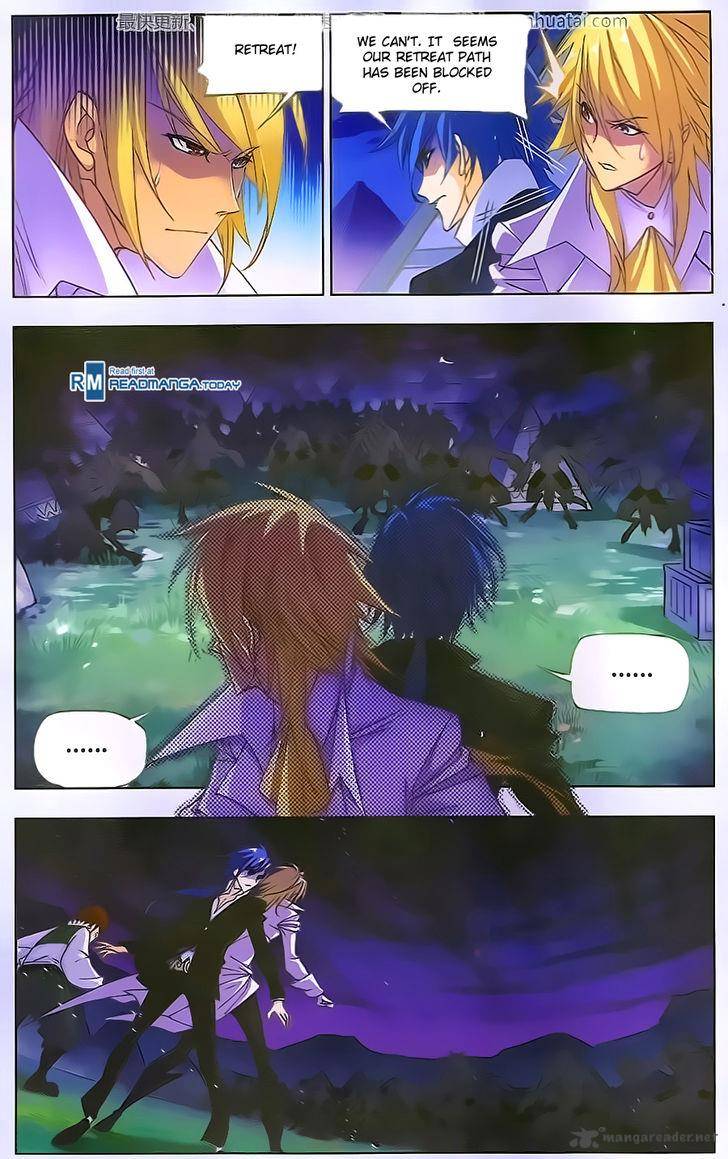 最快更新、
nhuatai.com
RETREAT!
WE CAN'T. IT SEEMS
OUR RETREAT PATH
HAS BEEN BLOCKED
OFF.
RM
Read first at
READMANGA.TODAY
......
......
mangareader.net